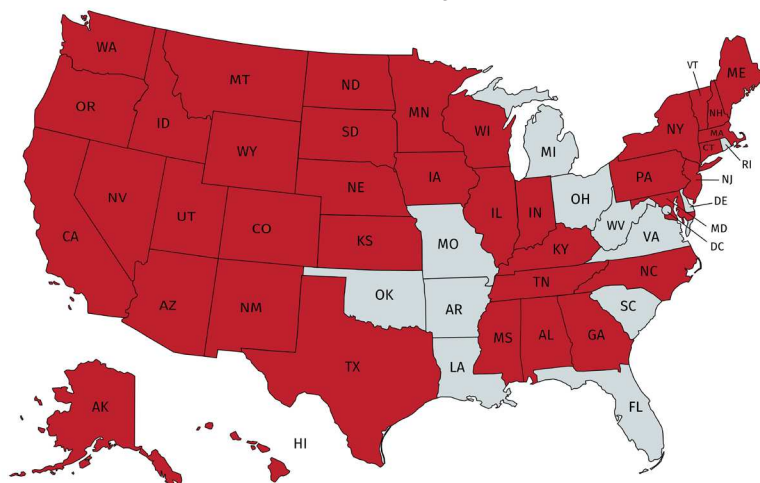 WA
MT
ND
MN
VT
ME
OR
ID
SD
WI
NY
NH
MA
CT
WY
MI
RI
IA
PA
NJ
NE
NV
IL
IN
OH
DE
UT
CO
WV
MD
CA
KS
MO
KY
VA
DC
TN
NC
OK
AZ
NM
AR
SC
MS
AL
GA
TX
LA
AK
FL
HI